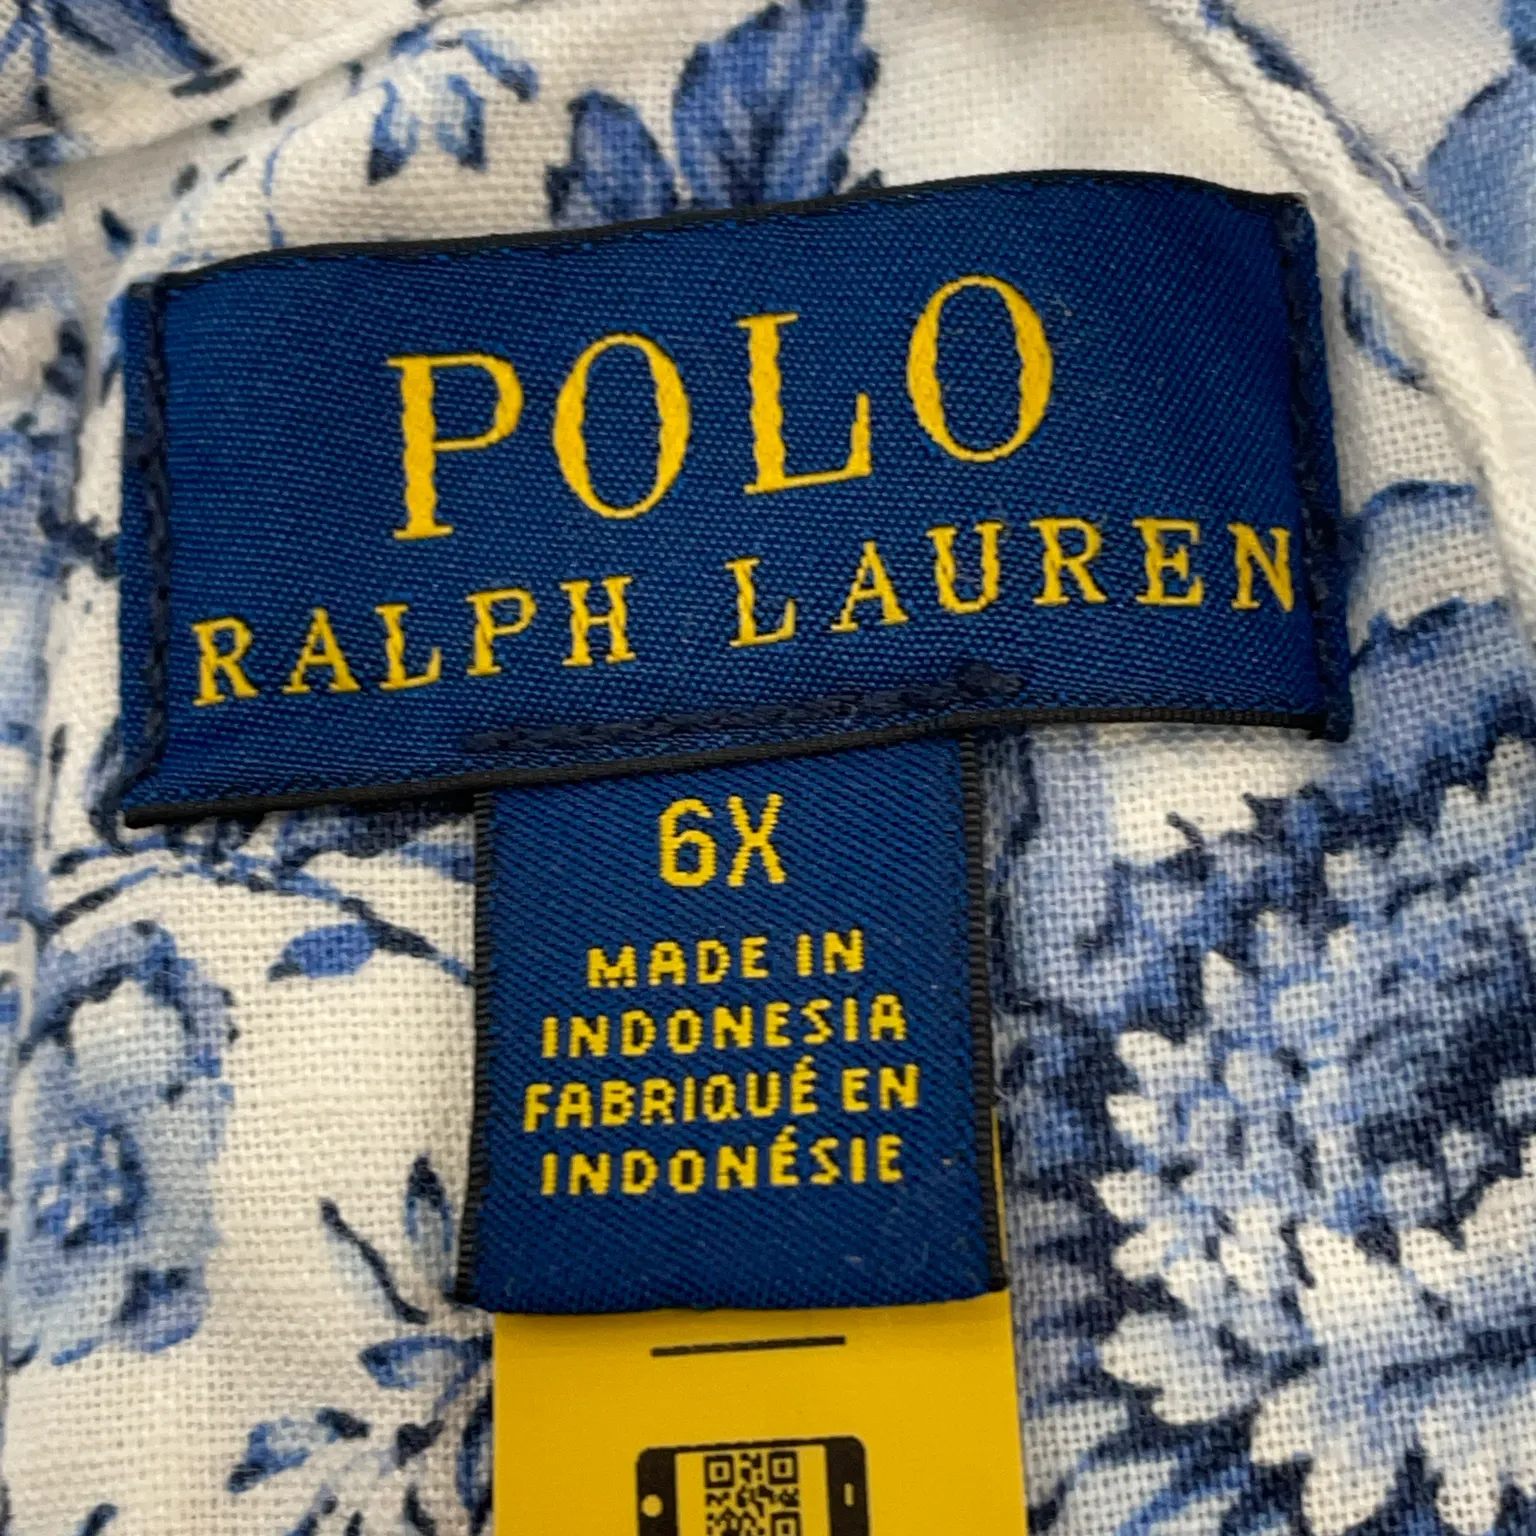 POLO
RALPH LAUREN
6X
MADE IN
INDONESIA
FABRIQUÉ EN
INDONÉSIE